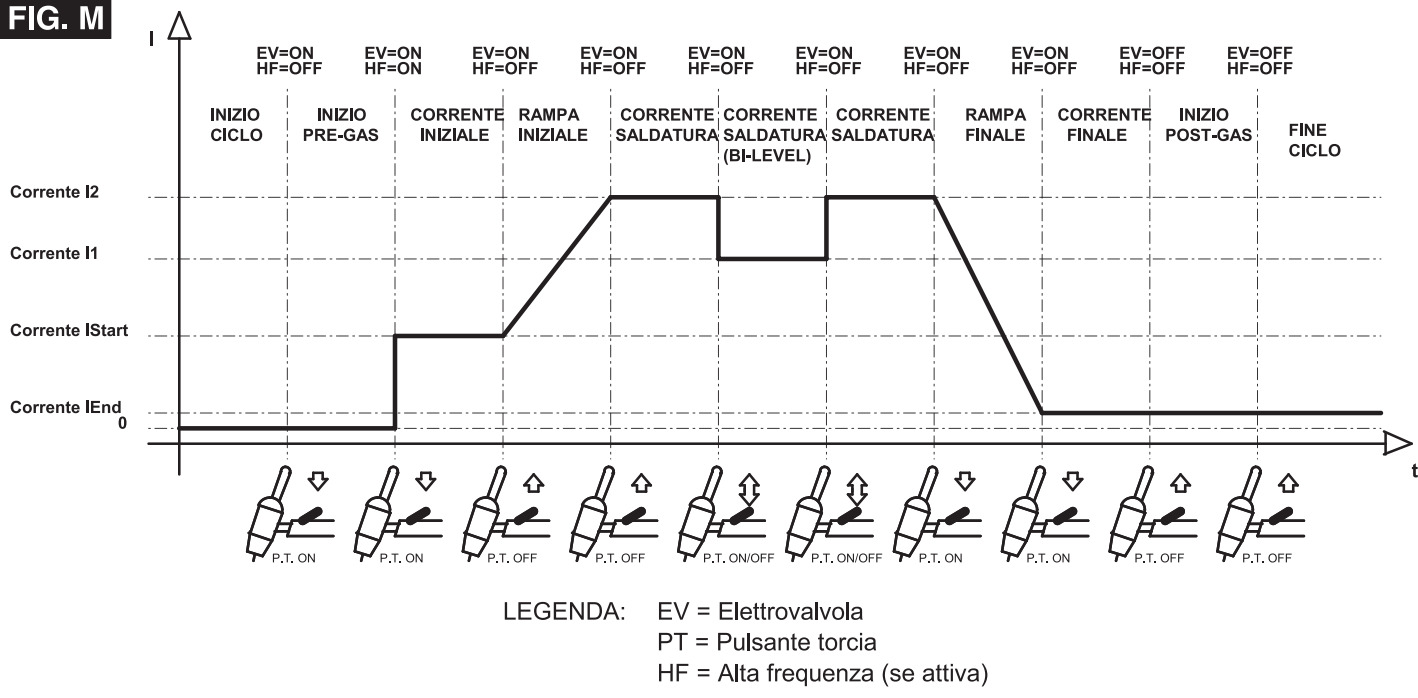 FIG. M
I
EV=ON EV=ON EV=ON EV=ON EV=ON EV=ON EV=ON EV=ON EV=OFF EV=OFF
HF=OFF HF=ON HF=OFF HF=OFF HF=OFF HF=OFF HF=OFF HF=OFF HF=OFF HF=OFF
INIZIO CICLO
INIZIO PRE-GAS
CORRENTE INIZIALE
RAMPA INIZIALE
CORRENTE SALDATURA
CORRENTE SALDATURA (BI-LEVEL)
CORRENTE SALDATURA
RAMPA FINALE
CORRENTE FINALE
INIZIO POST-GAS
FINE CICLO
Corrente I2
Corrente I1
Corrente IStart
Corrente IEnd
0
t
P.T. ON P.T. ON P.T. OFF P.T. OFF P.T. ON/OFF P.T. ON/OFF P.T. ON P.T. ON P.T. OFF P.T. OFF
LEGENDA: EV = Elettrovalvola
PT = Pulsante torcia
HF = Alta frequenza (se attiva)